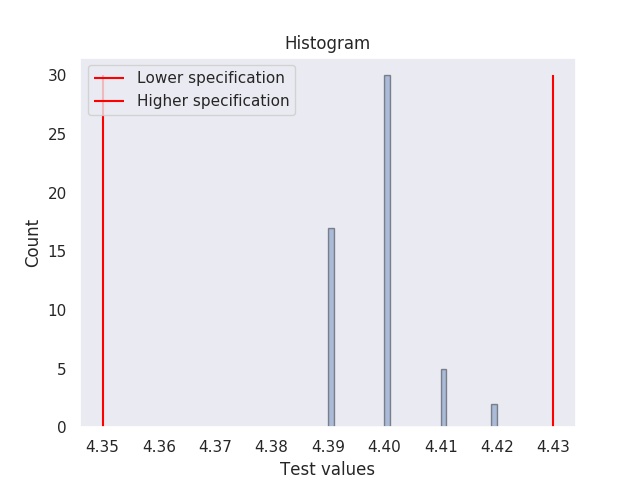 Histogram
Lower specification
Higher specification
30
25
20
15
10
5
0
Count
4.35 4.36 4.37 4.38 4.39 4.40 4.41 4.42 4.43
Test values